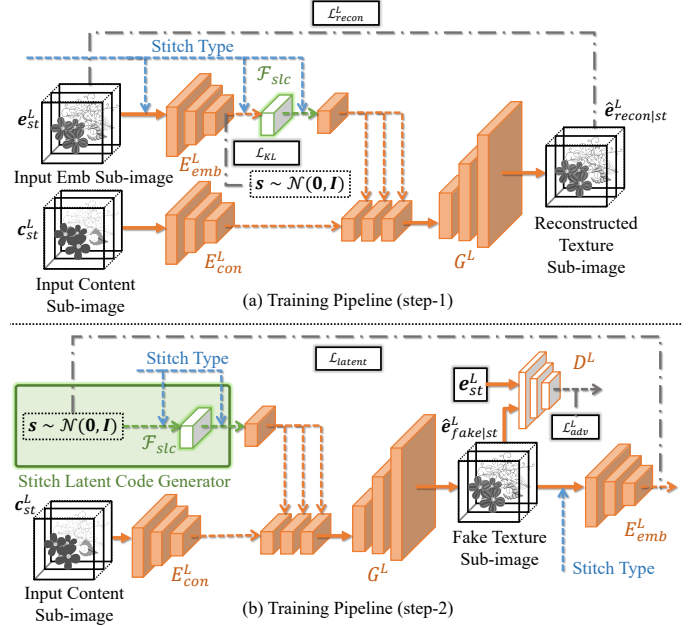 ℒ^L_recon
Stitch Type
ℱ_slc
e^L_st
ê^L_recon|st
E^L_emb
ℒ_KL
Input Emb Sub-image
s ~ 𝒩(0, I)
c^L_st
E^L_con
G^L
Reconstructed
Texture
Sub-image
Input Content
Sub-image
(a) Training Pipeline (step-1)
ℒ_latent
Stitch Type
D^L
e^L_st
s ~ 𝒩(0, I)
ℱ_slc
ê^L_fake|st
ℒ^L_adv
Stitch Latent Code Generator
c^L_st
E^L_con
G^L
Fake Texture
Sub-image
E^L_emb
Stitch Type
Input Content
Sub-image
(b) Training Pipeline (step-2)